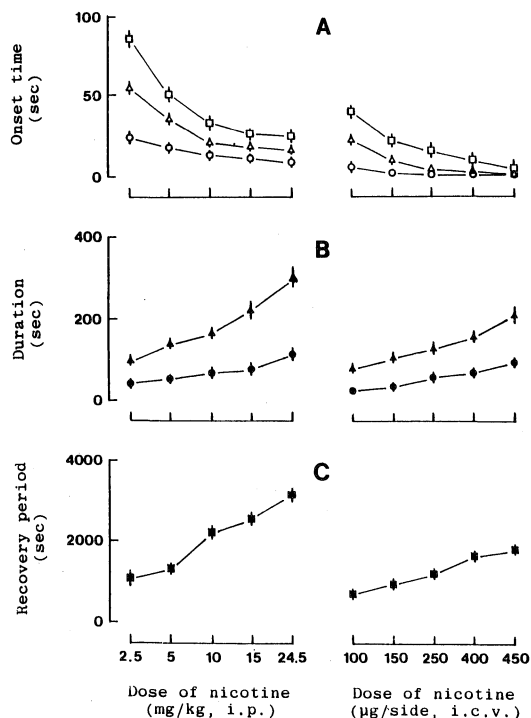 A
100
50
0
Onset time
(sec)
B
400
200
0
Duration
(sec)
C
4000
2000
0
Recovery period
(sec)
2.5 5 10 15 24.5
100 150 250 400 450
Dose of nicotine
(mg/kg, i.p.)
Dose of nicotine
(µg/side, i.c.v.)